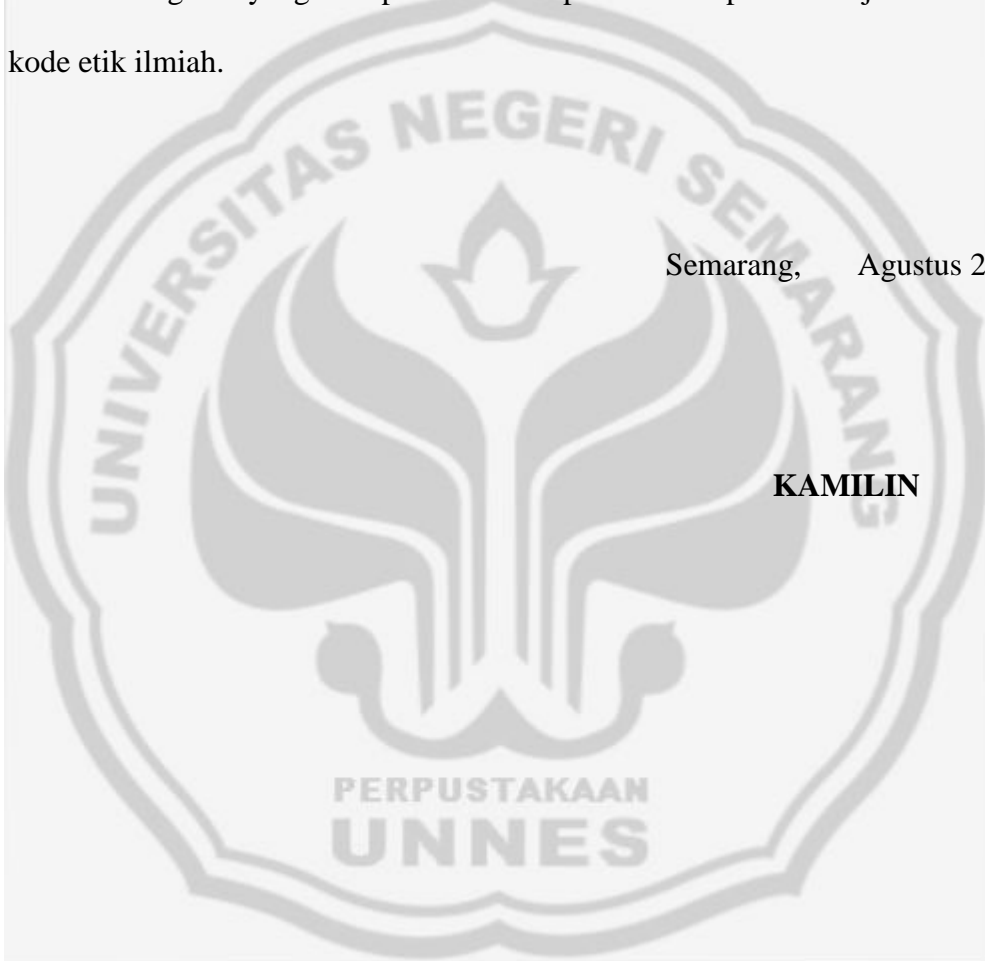 kode etik ilmiah.
UNIVERSITAS NEGERI SEMARANG
Semarang, Agustus 2
KAMILIN
PERPUSTAKAAN
UNNES